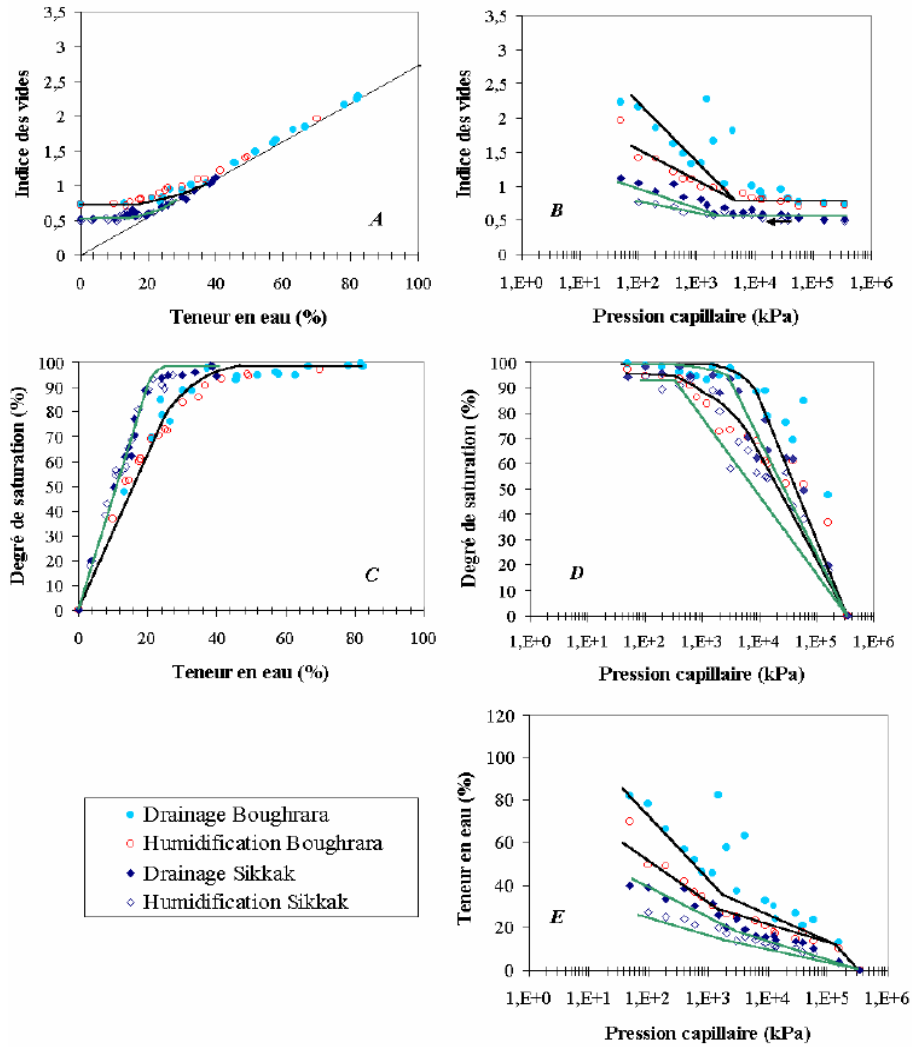 3,5
3
2,5
2
1,5
1
0,5
0
Indice des vides
A
0 20 40 60 80 100
Teneur en eau (%)
3,5
3
2,5
2
1,5
1
0,5
0
Indice des vides
B
1,E+0 1,E+1 1,E+2 1,E+3 1,E+4 1,E+5 1,E+6
Pression capillaire (kPa)
100
90
80
70
60
50
40
30
20
10
0
Degré de saturation (%)
C
0 20 40 60 80 100
Teneur en eau (%)
100
90
80
70
60
50
40
30
20
10
0
Degré de saturation (%)
D
1,E+0 1,E+1 1,E+2 1,E+3 1,E+4 1,E+5 1,E+6
Pression capillaire (kPa)
Drainage Boughrara
Humidification Boughrara
Drainage Sikkak
Humidification Sikkak
120
100
80
60
40
20
0
Teneur en eau (%)
E
1,E+0 1,E+1 1,E+2 1,E+3 1,E+4 1,E+5 1,E+6
Pression capillaire (kPa)